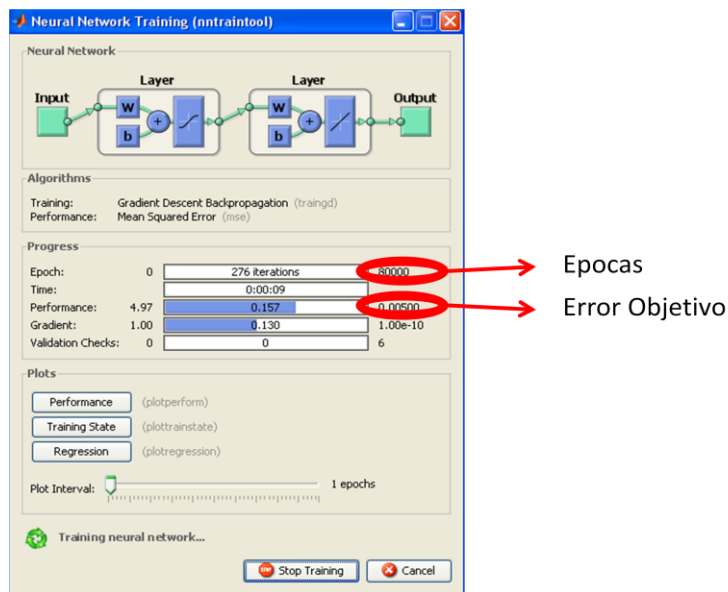 Neural Network Training (nntraintool)
Neural Network
Layer
Layer
Input
Output
W
b
+
W
b
+
Algorithms
Training: Gradient Descent Backpropagation (traingd)
Performance: Mean Squared Error (mse)
Progress
Epoch: 0 276 iterations 80000
Time: 0:00:09
Performance: 4.97 0.157 0.00500
Gradient: 1.00 0.130 1.00e-10
Validation Checks: 0 0 6
Epocas
Error Objetivo
Plots
Performance (plotperform)
Training State (plottrainstate)
Regression (plotregression)
Plot Interval: 1 epochs
Training neural network...
STOP Stop Training Cancel